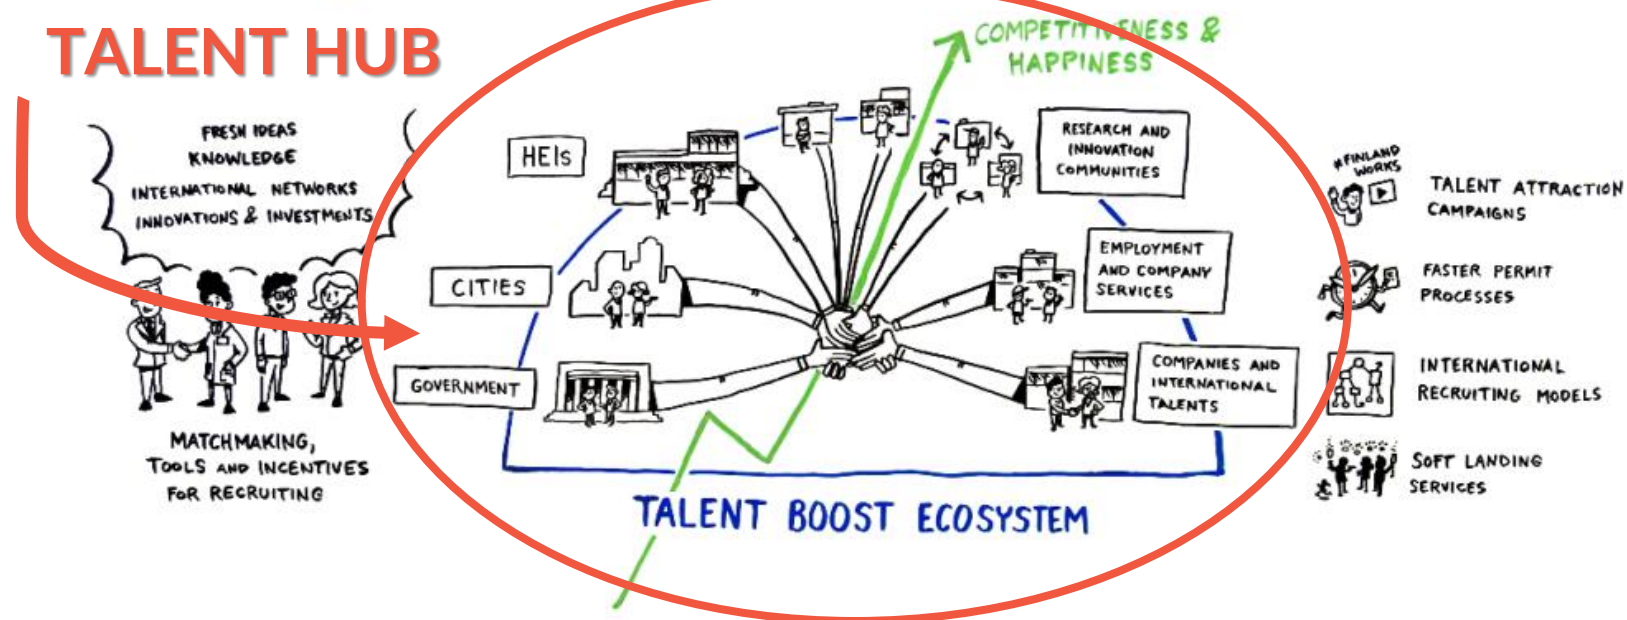 TALENT HUB
FRESH IDEAS
KNOWLEDGE
INTERNATIONAL NETWORKS
INNOVATIONS & INVESTMENTS
MATCHMAKING,
TOOLS AND INCENTIVES
FOR RECRUITING
COMPETITIVENESS &
HAPPINESS
HEIs
CITIES
GOVERNMENT
RESEARCH AND
INNOVATION
COMMUNITIES
EMPLOYMENT
AND COMPANY
SERVICES
COMPANIES AND
INTERNATIONAL
TALENTS
TALENT BOOST ECOSYSTEM
#FINLAND
WORKS
TALENT ATTRACTION
CAMPAIGNS
FASTER PERMIT
PROCESSES
INTERNATIONAL
RECRUITING MODELS
SOFT LANDING
SERVICES